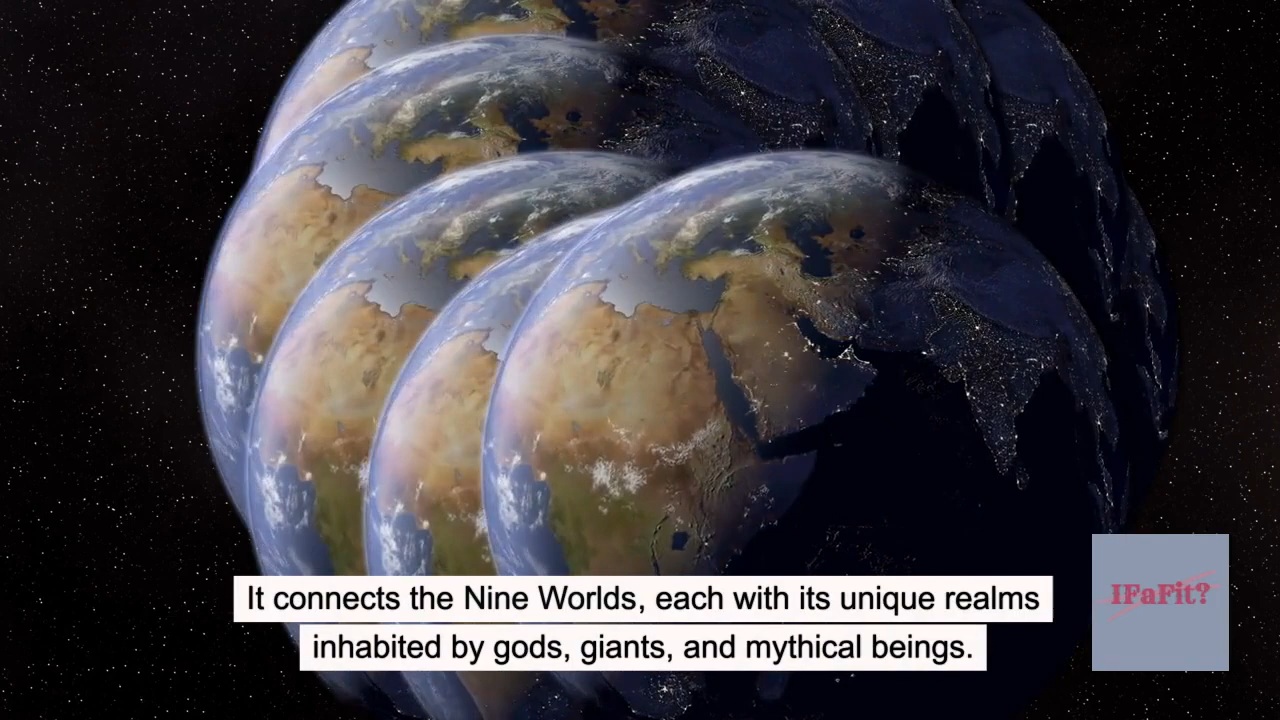 It connects the Nine Worlds, each with its unique realms
inhabited by gods, giants, and mythical beings.
IFaFit?